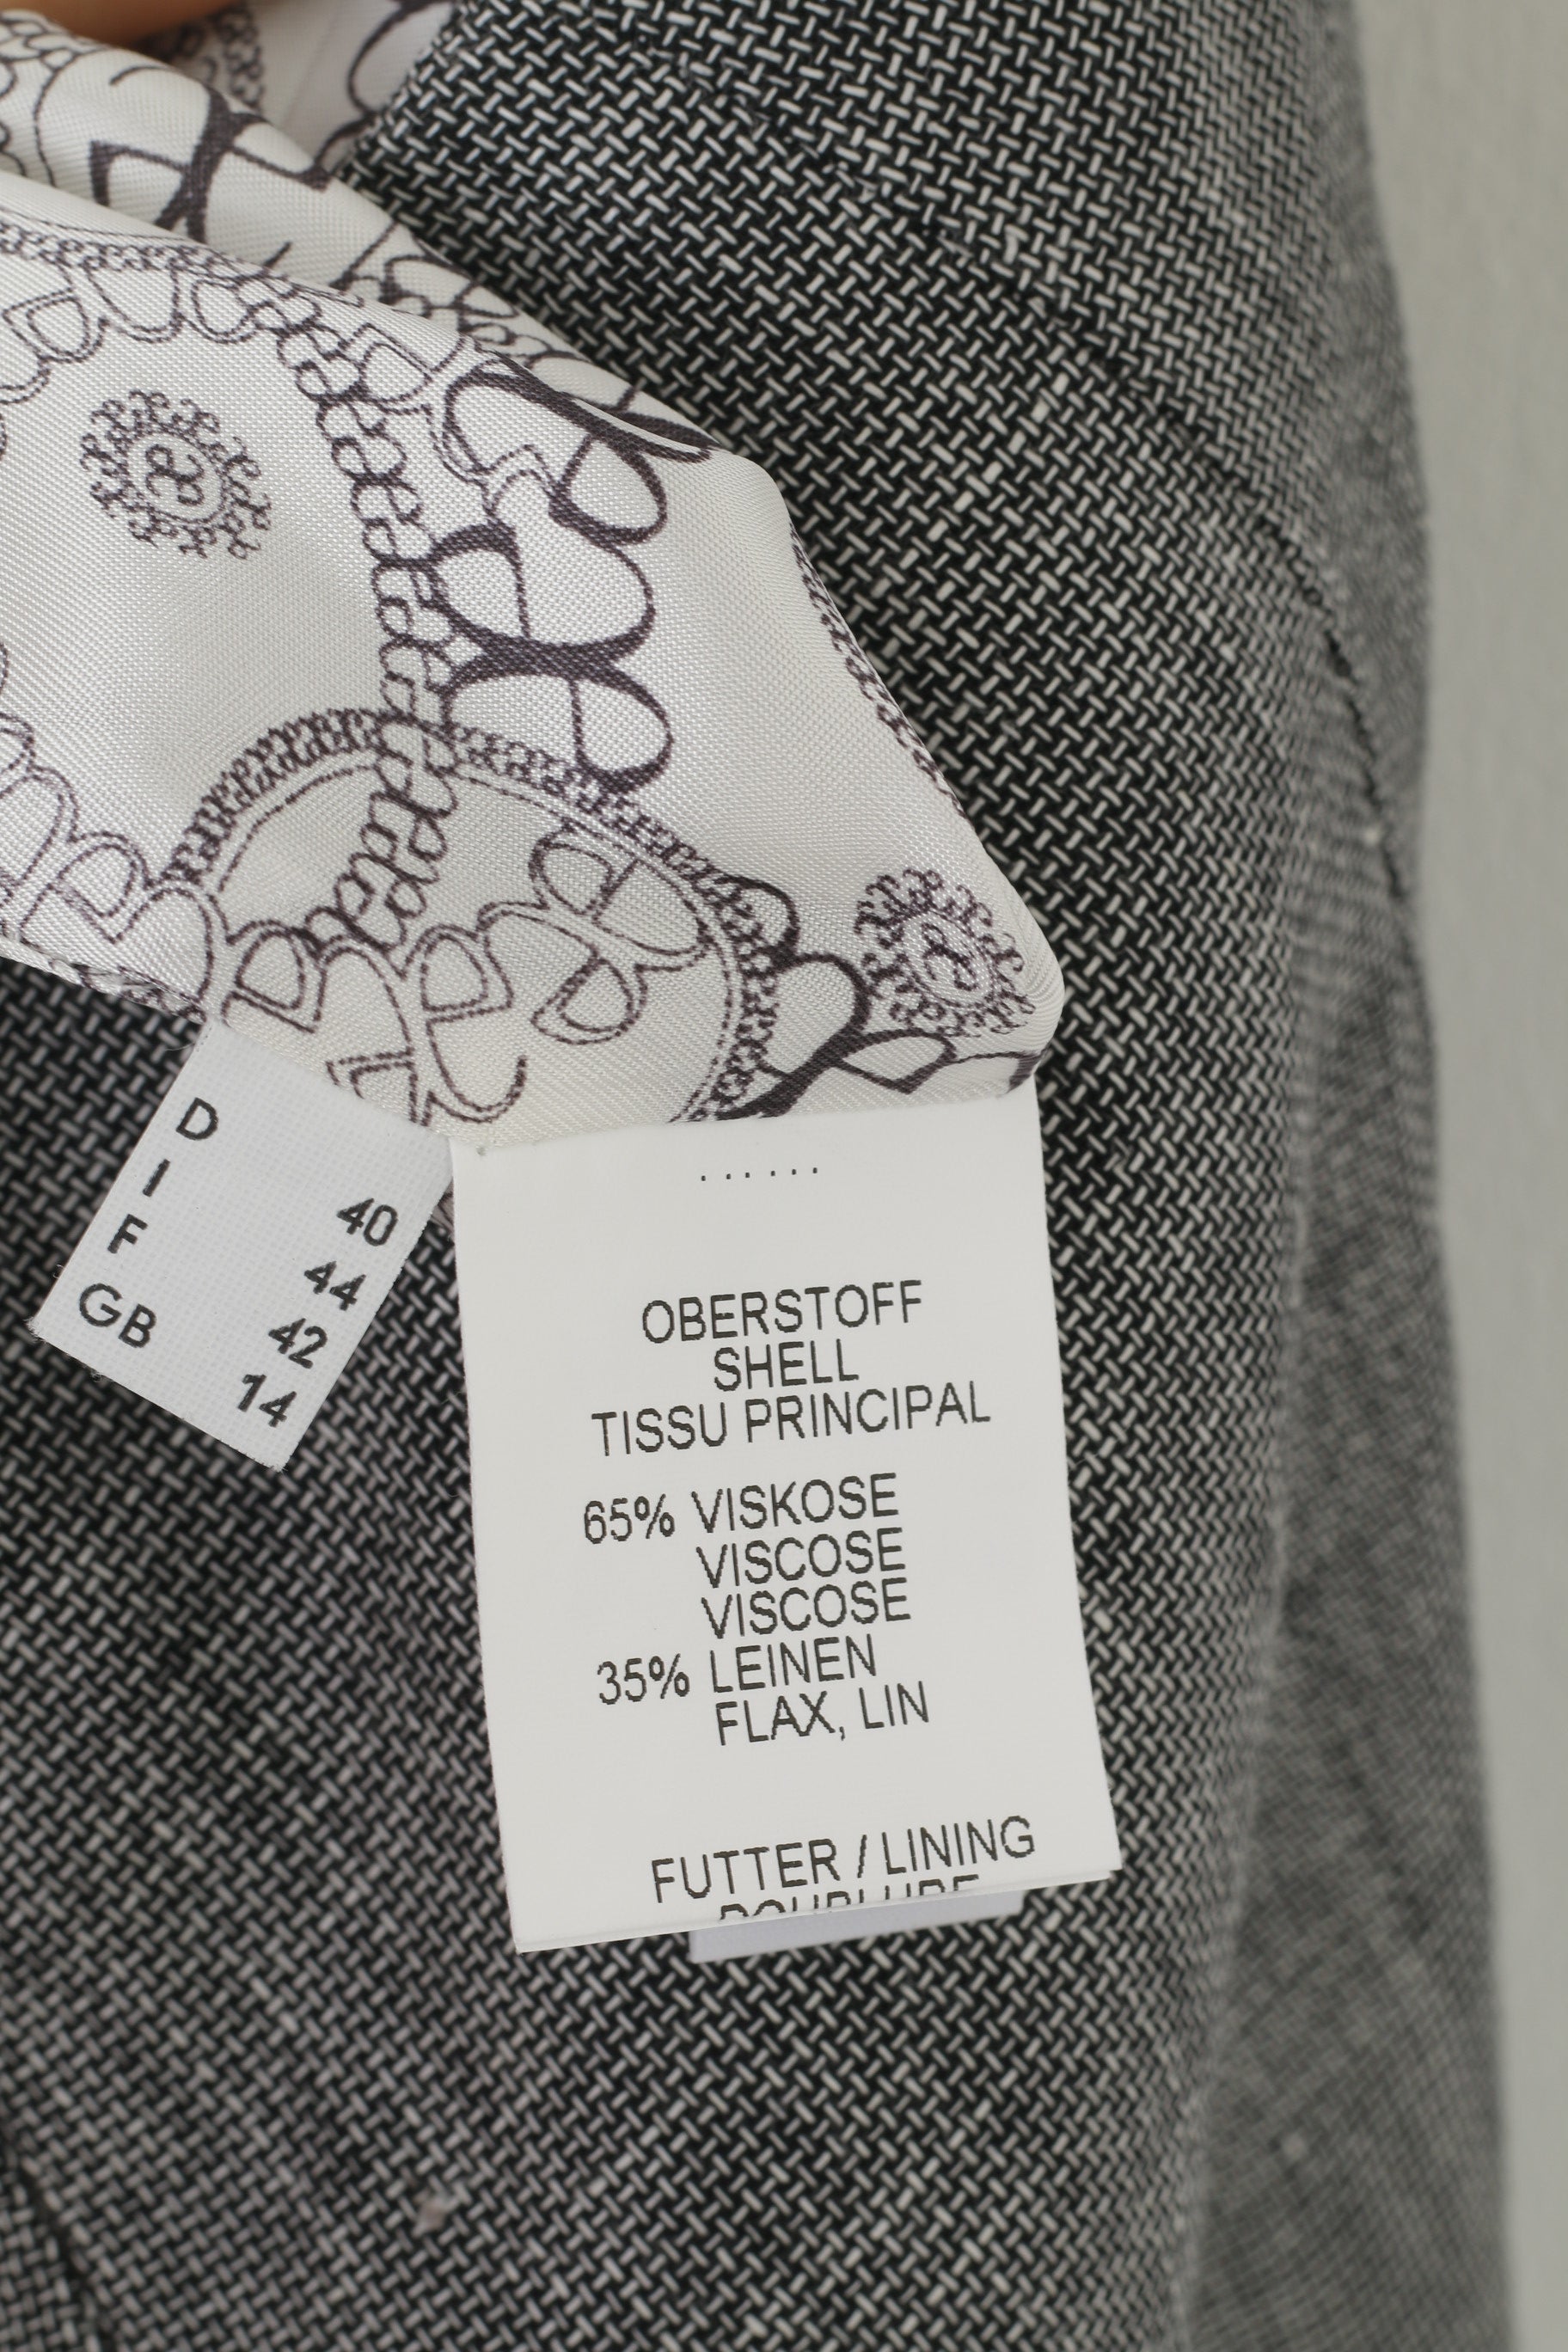 D 40
I 44
F 42
GB 14
......
OBERSTOFF
SHELL
TISSU PRINCIPAL
65% VISKOSE
VISCOSE
VISCOSE
35% LEINEN
FLAX, LIN
FUTTER / LINING
DOUBLURE